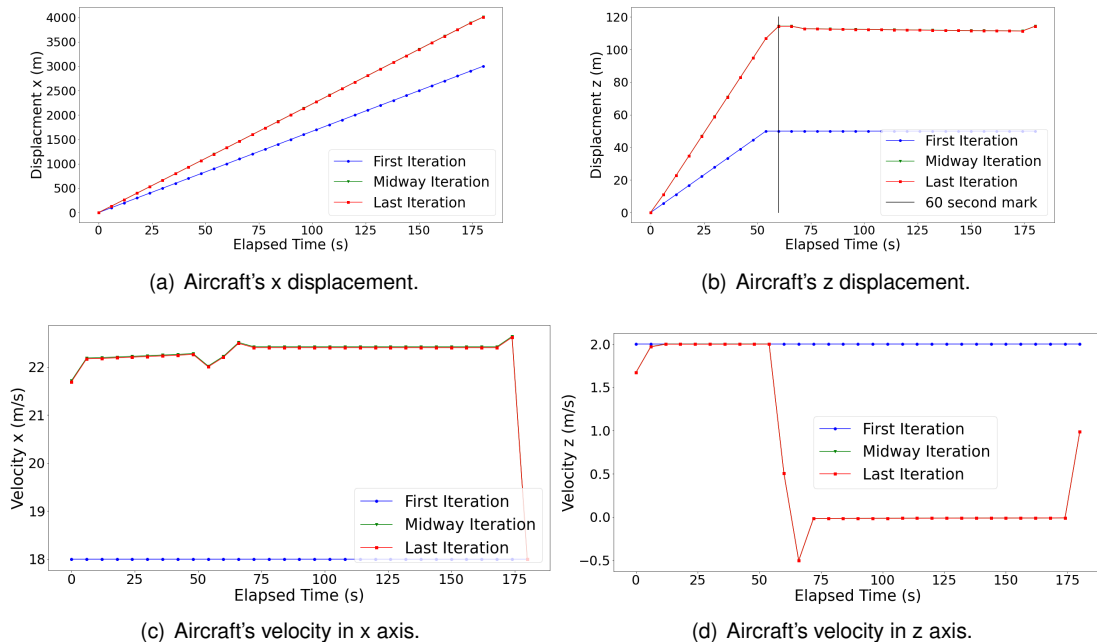 4000
3500
3000
2500
2000
1500
1000
500
0
Displacment x (m)
First Iteration
Midway Iteration
Last Iteration
0 25 50 75 100 125 150 175
Elapsed Time (s)
(a) Aircraft's x displacement.
120
100
80
60
40
20
0
Displacment z (m)
First Iteration
Midway Iteration
Last Iteration
60 second mark
0 25 50 75 100 125 150 175
Elapsed Time (s)
(b) Aircraft's z displacement.
22
21
20
19
18
Velocity x (m/s)
First Iteration
Midway Iteration
Last Iteration
0 25 50 75 100 125 150 175
Elapsed Time (s)
(c) Aircraft's velocity in x axis.
2.0
1.5
1.0
0.5
0.0
−0.5
Velocity z (m/s)
First Iteration
Midway Iteration
Last Iteration
0 25 50 75 100 125 150 175
Elapsed Time (s)
(d) Aircraft's velocity in z axis.